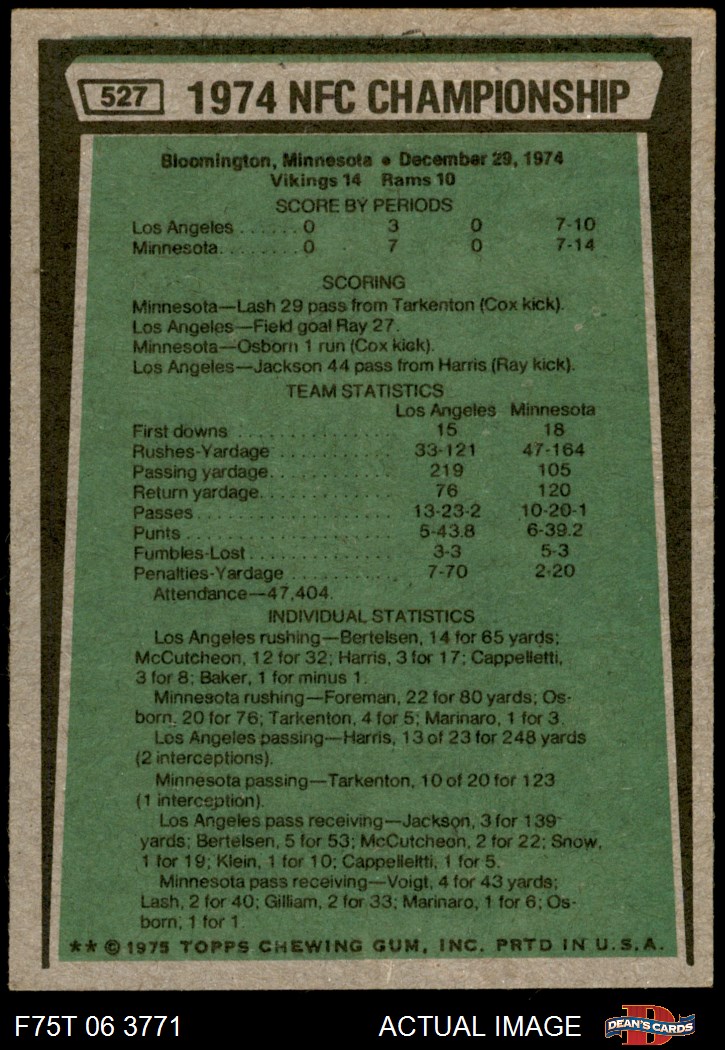 527 1974 NFC CHAMPIONSHIP
Bloomington, Minnesota • December 29, 1974
Vikings 14 Rams 10
SCORE BY PERIODS
Los Angeles . . . . . . 0 3 0 7-10
Minnesota. . . . . . . . 0 7 0 7-14
SCORING
Minnesota—Lash 29 pass from Tarkenton (Cox kick).
Los Angeles—Field goal Ray 27.
Minnesota—Osborn 1 run (Cox kick).
Los Angeles—Jackson 44 pass from Harris (Ray kick).
TEAM STATISTICS
Los Angeles Minnesota
First downs . . . . . . . . . . . . . 15 18
Rushes-Yardage . . . . . . . . . . 33-121 47-164
Passing yardage. . . . . . . . . . . 219 105
Return yardage. . . . . . . . . . . . 76 120
Passes . . . . . . . . . . . . . . . . . 13-23-2 10-20-1
Punts . . . . . . . . . . . . . . . . . . 5-43.8 6-39.2
Fumbles-Lost . . . . . . . . . . . . 3-3 5-3
Penalties-Yardage . . . . . . . . . 7-70 2-20
Attendance—47,404.
INDIVIDUAL STATISTICS
Los Angeles rushing—Bertelsen, 14 for 65 yards;
McCutcheon, 12 for 32; Harris, 3 for 17; Cappelletti,
3 for 8; Baker, 1 for minus 1.
Minnesota rushing—Foreman, 22 for 80 yards; Os-
born, 20 for 76; Tarkenton, 4 for 5; Marinaro, 1 for 3.
Los Angeles passing—Harris, 13 of 23 for 248 yards
(2 interceptions).
Minnesota passing—Tarkenton, 10 of 20 for 123
(1 interception).
Los Angeles pass receiving—Jackson, 3 for 139
yards; Bertelsen, 5 for 53; McCutcheon, 2 for 22; Snow,
1 for 19; Klein, 1 for 10; Cappelleltti, 1 for 5.
Minnesota pass receiving—Voigt, 4 for 43 yards;
Lash, 2 for 40; Gilliam, 2 for 33; Marinaro, 1 for 6; Os-
born, 1 for 1.
** © 1975 TOPPS CHEWING GUM, INC. PRTD IN U.S.A.
F75T 06 3771 ACTUAL IMAGE D DEAN'S CARDS